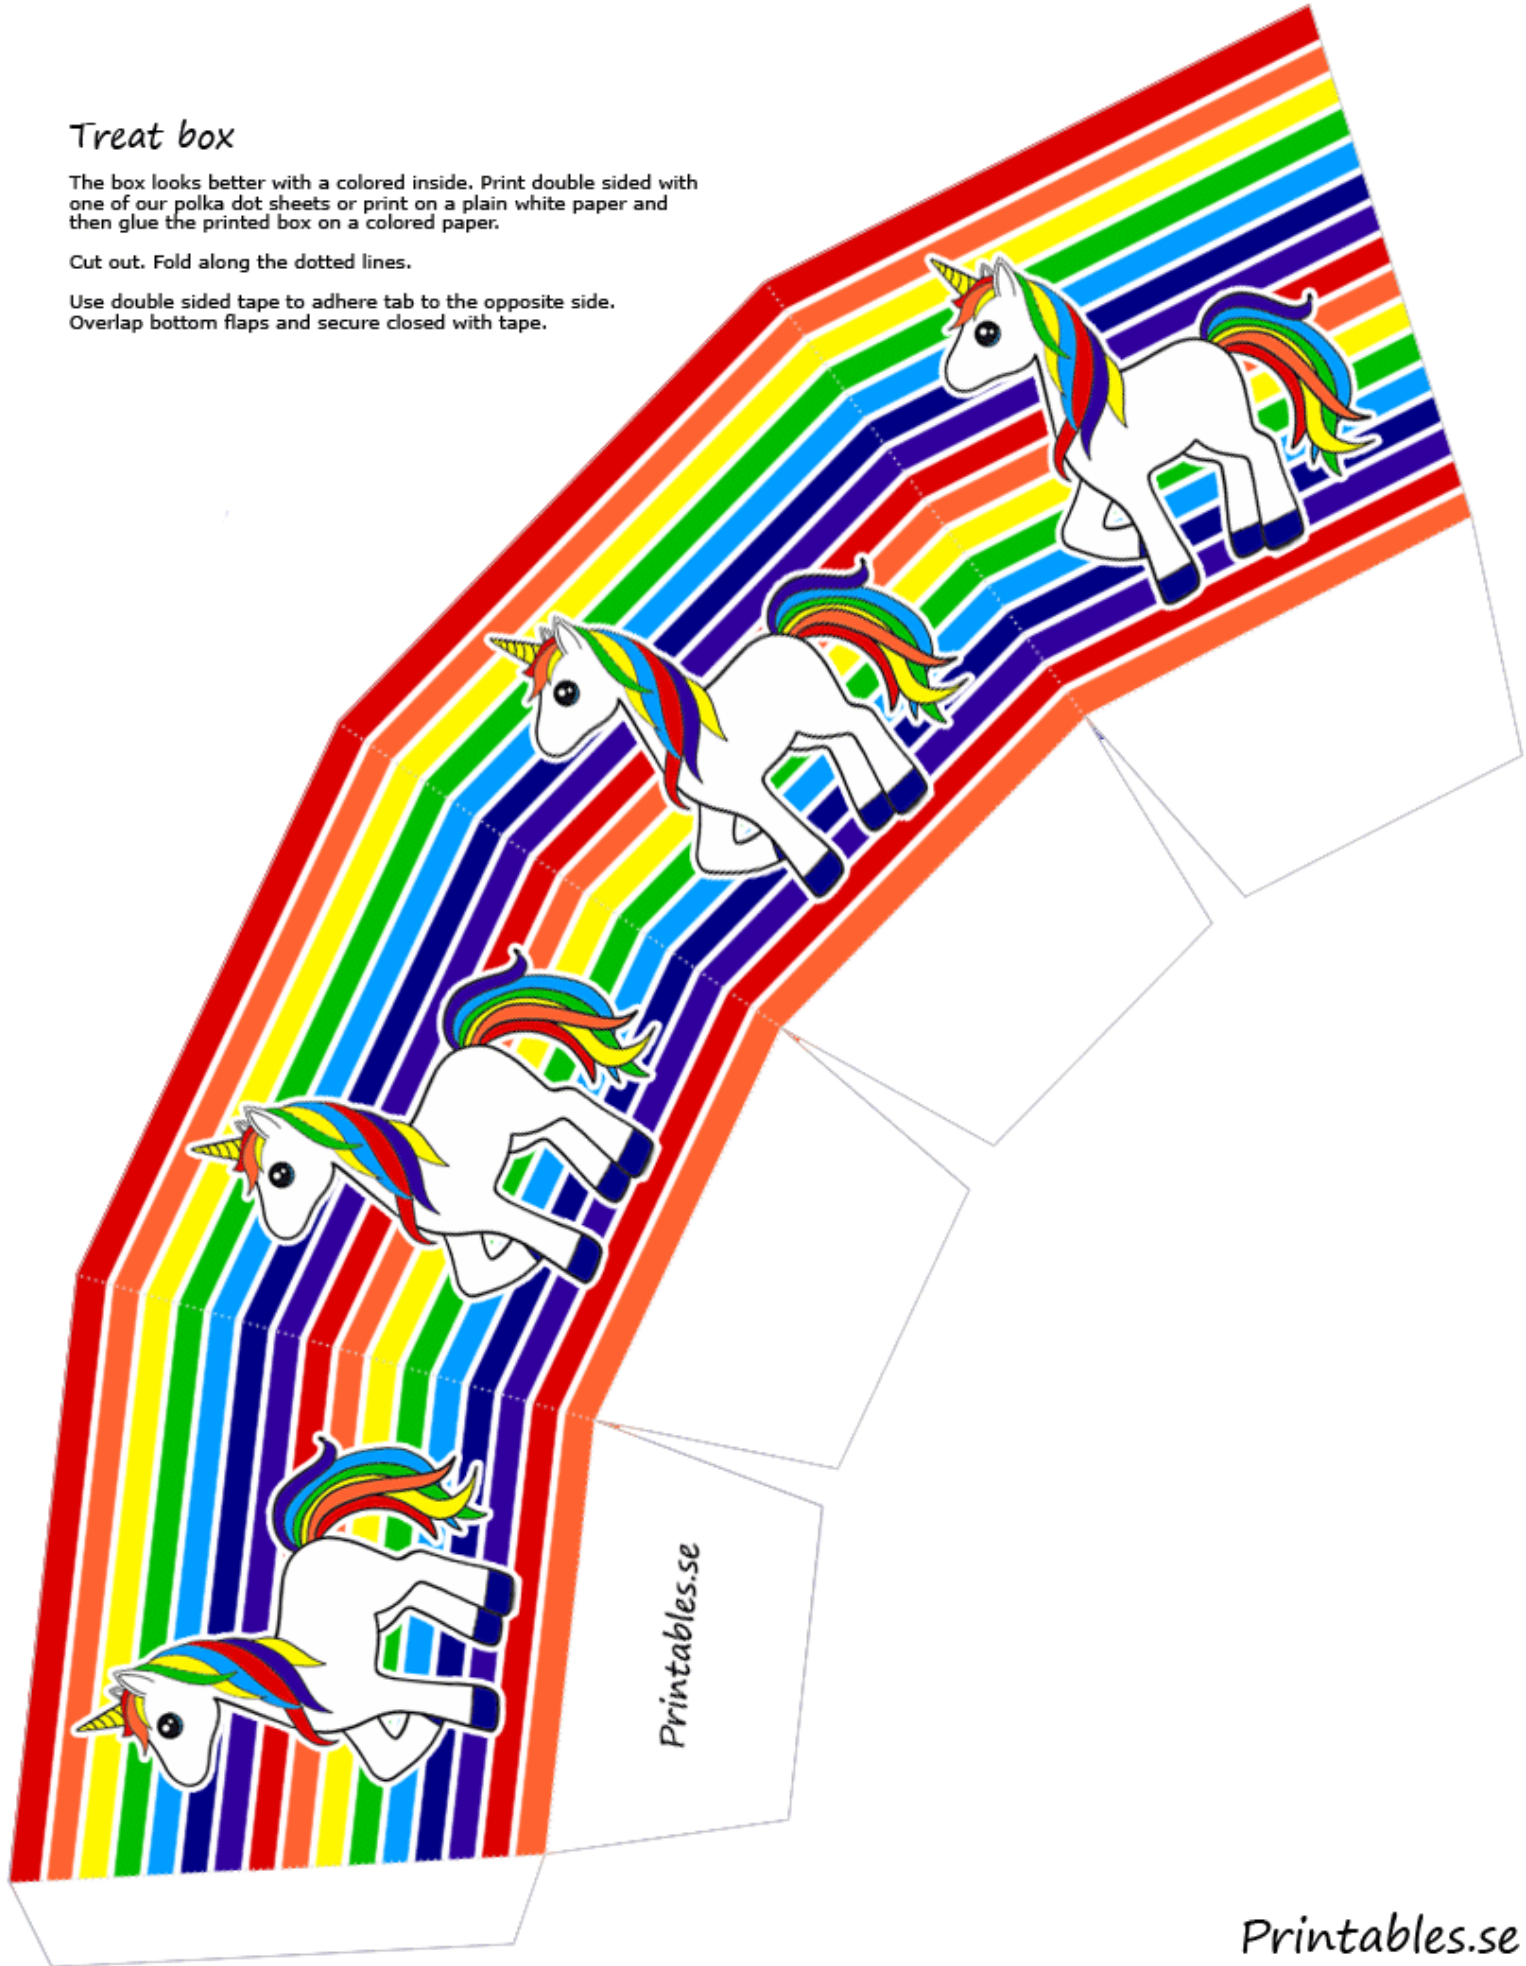 Treat box
The box looks better with a colored inside. Print double sided with
one of our polka dot sheets or print on a plain white paper and
then glue the printed box on a colored paper.
Cut out. Fold along the dotted lines.
Use double sided tape to adhere tab to the opposite side.
Overlap bottom flaps and secure closed with tape.
Printables.se
Printables.se